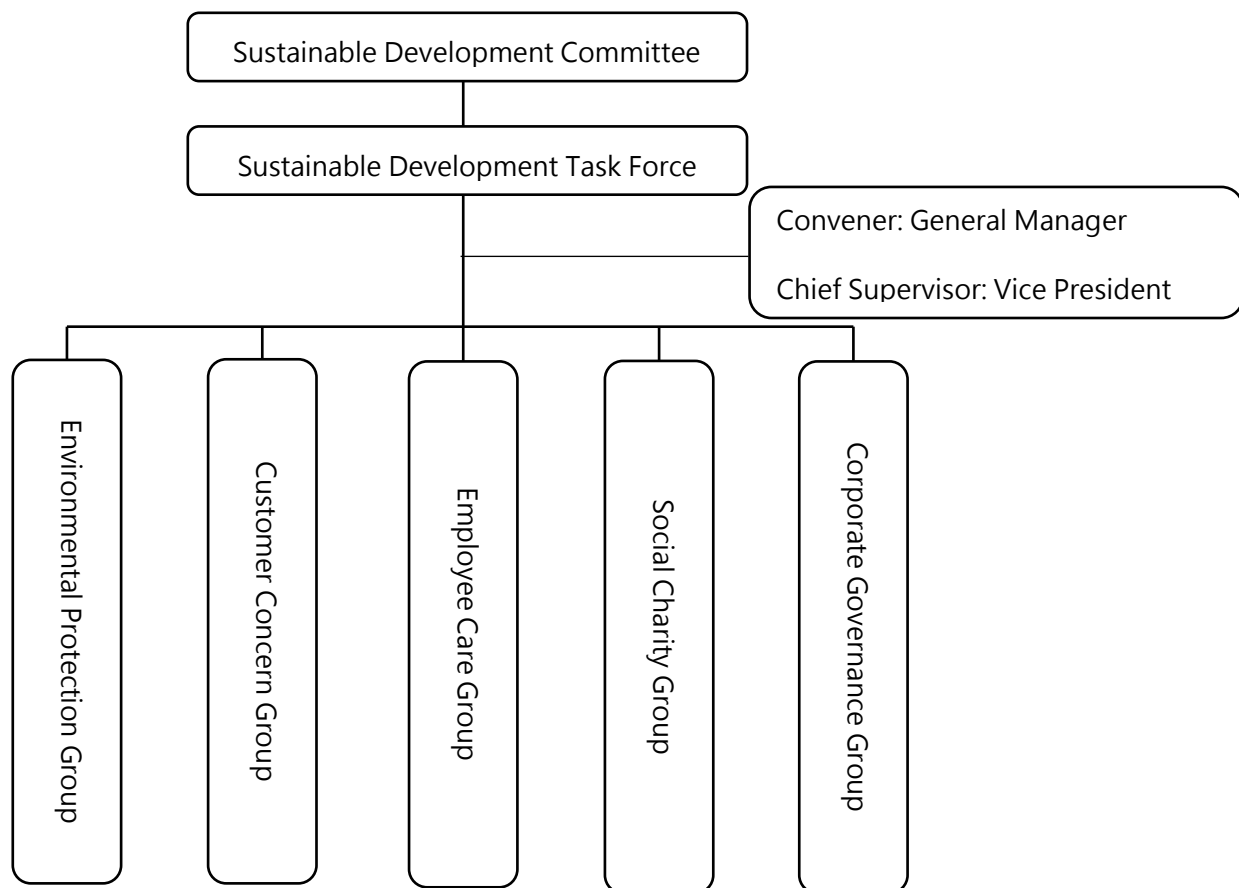 Sustainable Development Committee
Sustainable Development Task Force
Convener: General Manager
Chief Supervisor: Vice President
Environmental Protection Group
Customer Concern Group
Employee Care Group
Social Charity Group
Corporate Governance Group